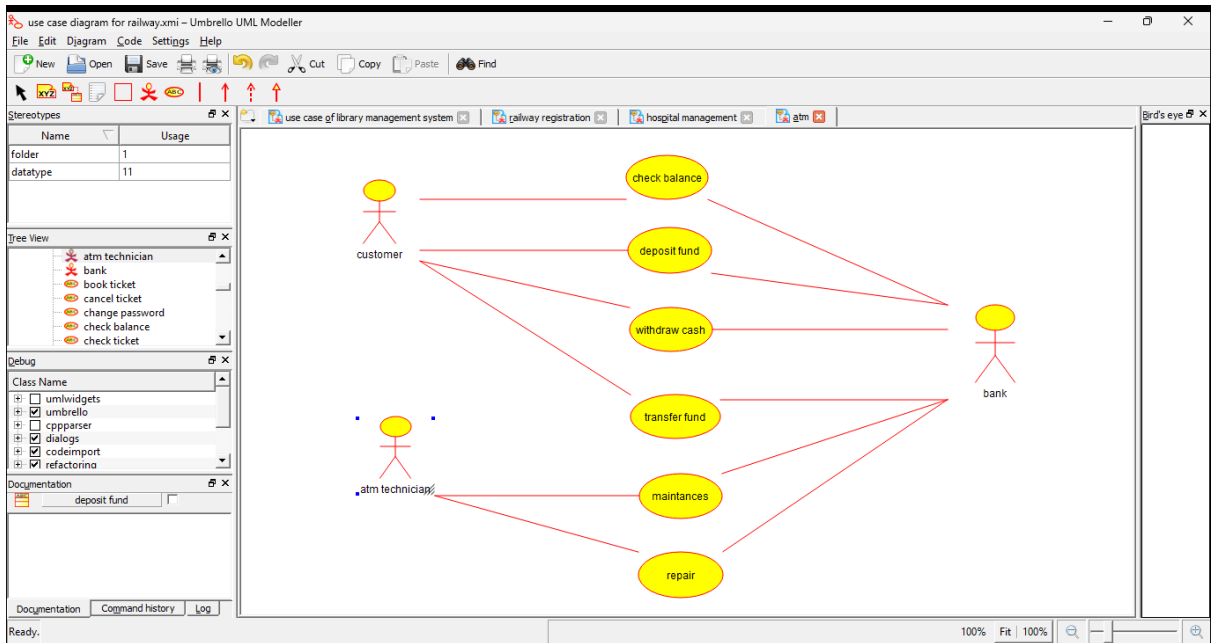 use case diagram for railway.xmi – Umbrello UML Modeller
File Edit Diagram Code Settings Help
New Open Save Cut Copy Paste Find
XYZ ABC
Stereotypes
Name Usage
folder 1
datatype 11
use case of library management system railway registration hospital management atm
Bird's eye
Tree View
atm technician
bank
book ticket
cancel ticket
change password
check balance
check ticket
Debug
Class Name
umlwidgets
umbrello
cppparser
dialogs
codeimport
refactoring
Documentation
deposit fund
Documentation Command history Log
check balance
customer
deposit fund
withdraw cash
bank
transfer fund
atm technician
maintances
repair
Ready.
100% Fit 100%